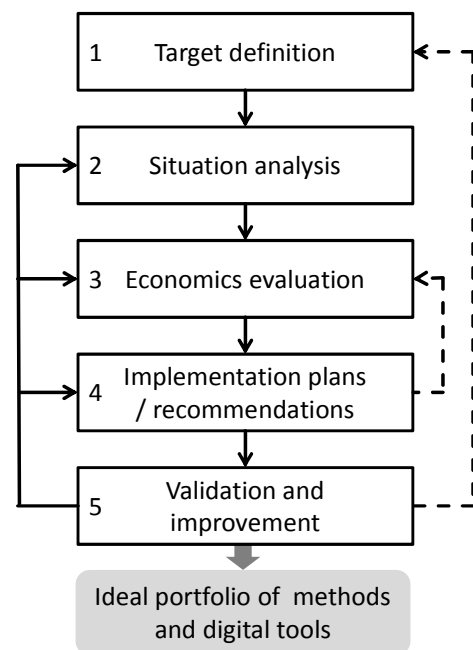 1 Target definition
2 Situation analysis
3 Economics evaluation
4 Implementation plans
/ recommendations
5 Validation and
improvement
Ideal portfolio of methods
and digital tools